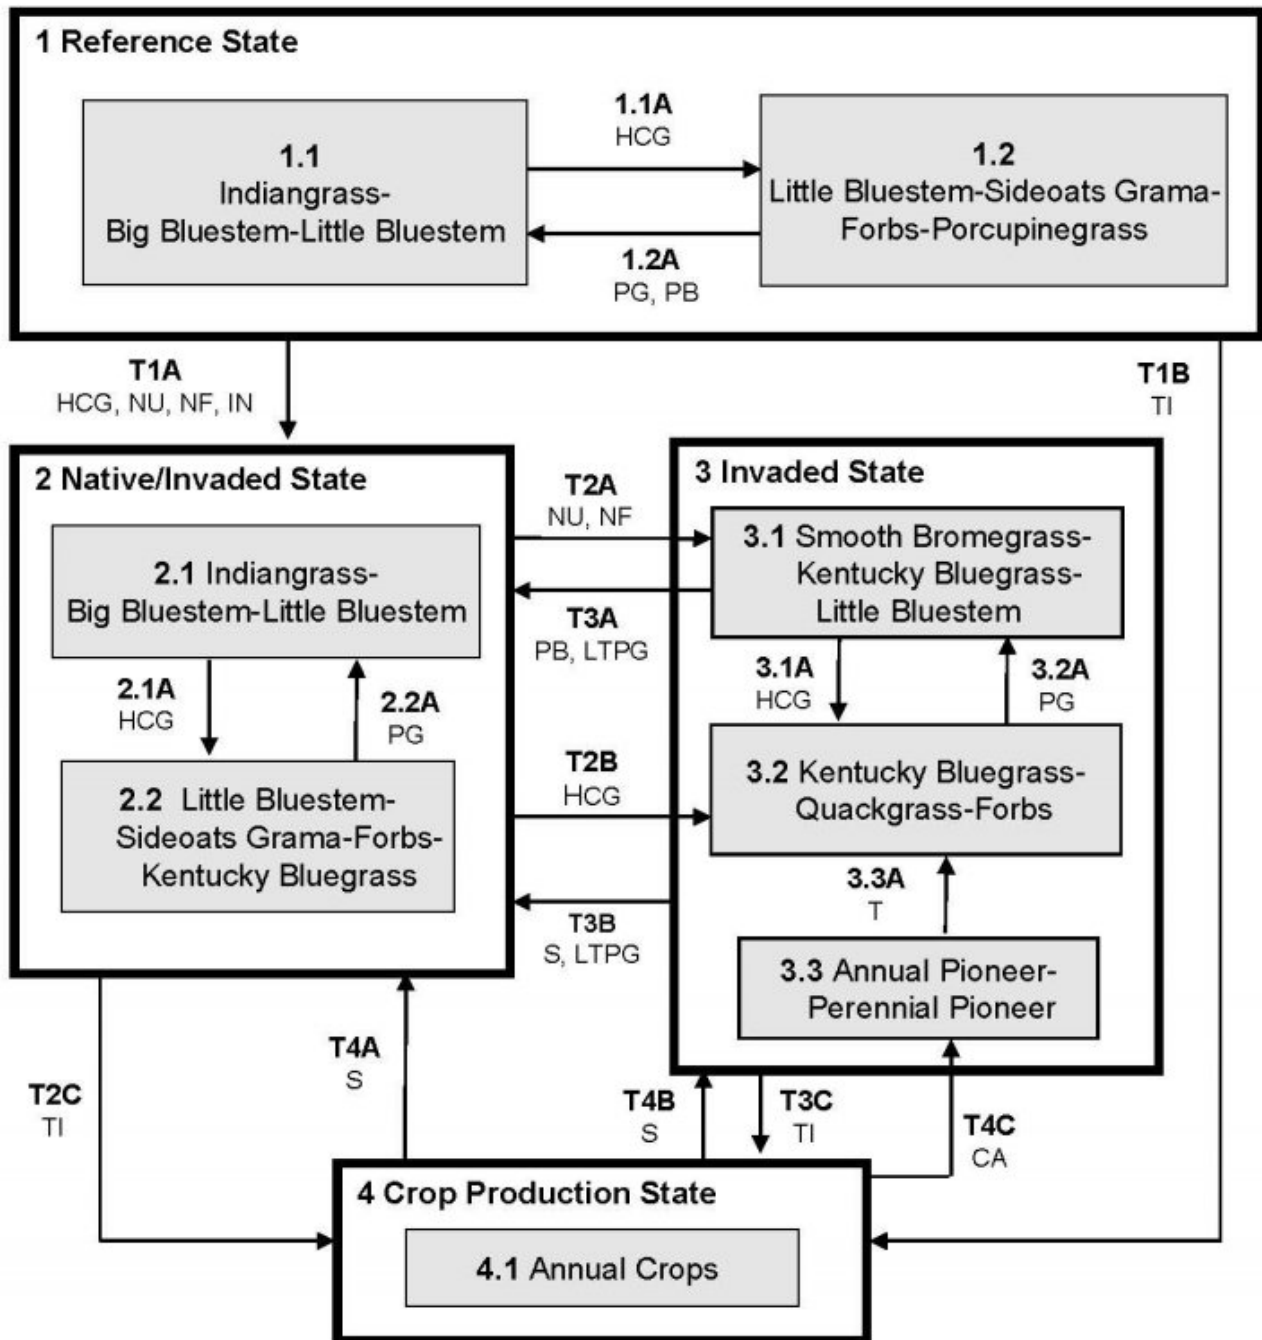 1 Reference State
1.1
Indiangrass-
Big Bluestem-Little Bluestem
1.1A
HCG
1.2
Little Bluestem-Sideoats Grama-
Forbs-Porcupinegrass
1.2A
PG, PB
T1A
HCG, NU, NF, IN
T1B
TI
2 Native/Invaded State
2.1 Indiangrass-
Big Bluestem-Little Bluestem
2.1A
HCG
2.2A
PG
2.2 Little Bluestem-
Sideoats Grama-Forbs-
Kentucky Bluegrass
T2A
NU, NF
T3A
PB, LTPG
T2B
HCG
T3B
S, LTPG
3 Invaded State
3.1 Smooth Bromegrass-
Kentucky Bluegrass-
Little Bluestem
3.1A
HCG
3.2A
PG
3.2 Kentucky Bluegrass-
Quackgrass-Forbs
3.3A
T
3.3 Annual Pioneer-
Perennial Pioneer
T2C
TI
T4A
S
T4B
S
T3C
TI
T4C
CA
4 Crop Production State
4.1 Annual Crops